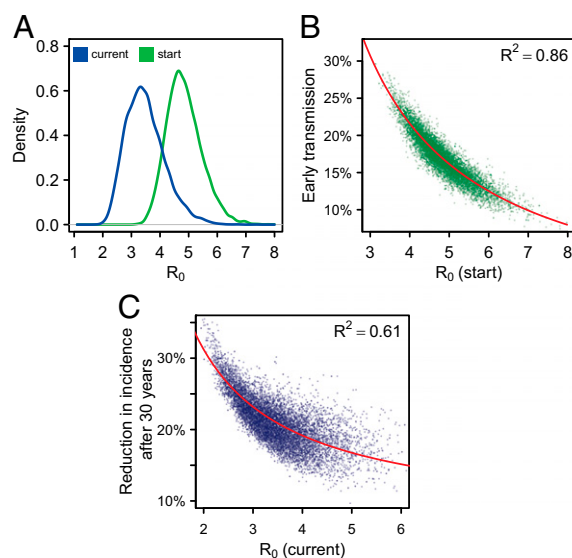 A
current start
Density
0.8
0.6
0.4
0.2
0.0
1 2 3 4 5 6 7 8
R₀
B
R² = 0.86
Early transmission
30%
25%
20%
15%
10%
3 4 5 6 7 8
R₀ (start)
C
R² = 0.61
Reduction in incidence
after 30 years
30%
20%
10%
2 3 4 5 6
R₀ (current)